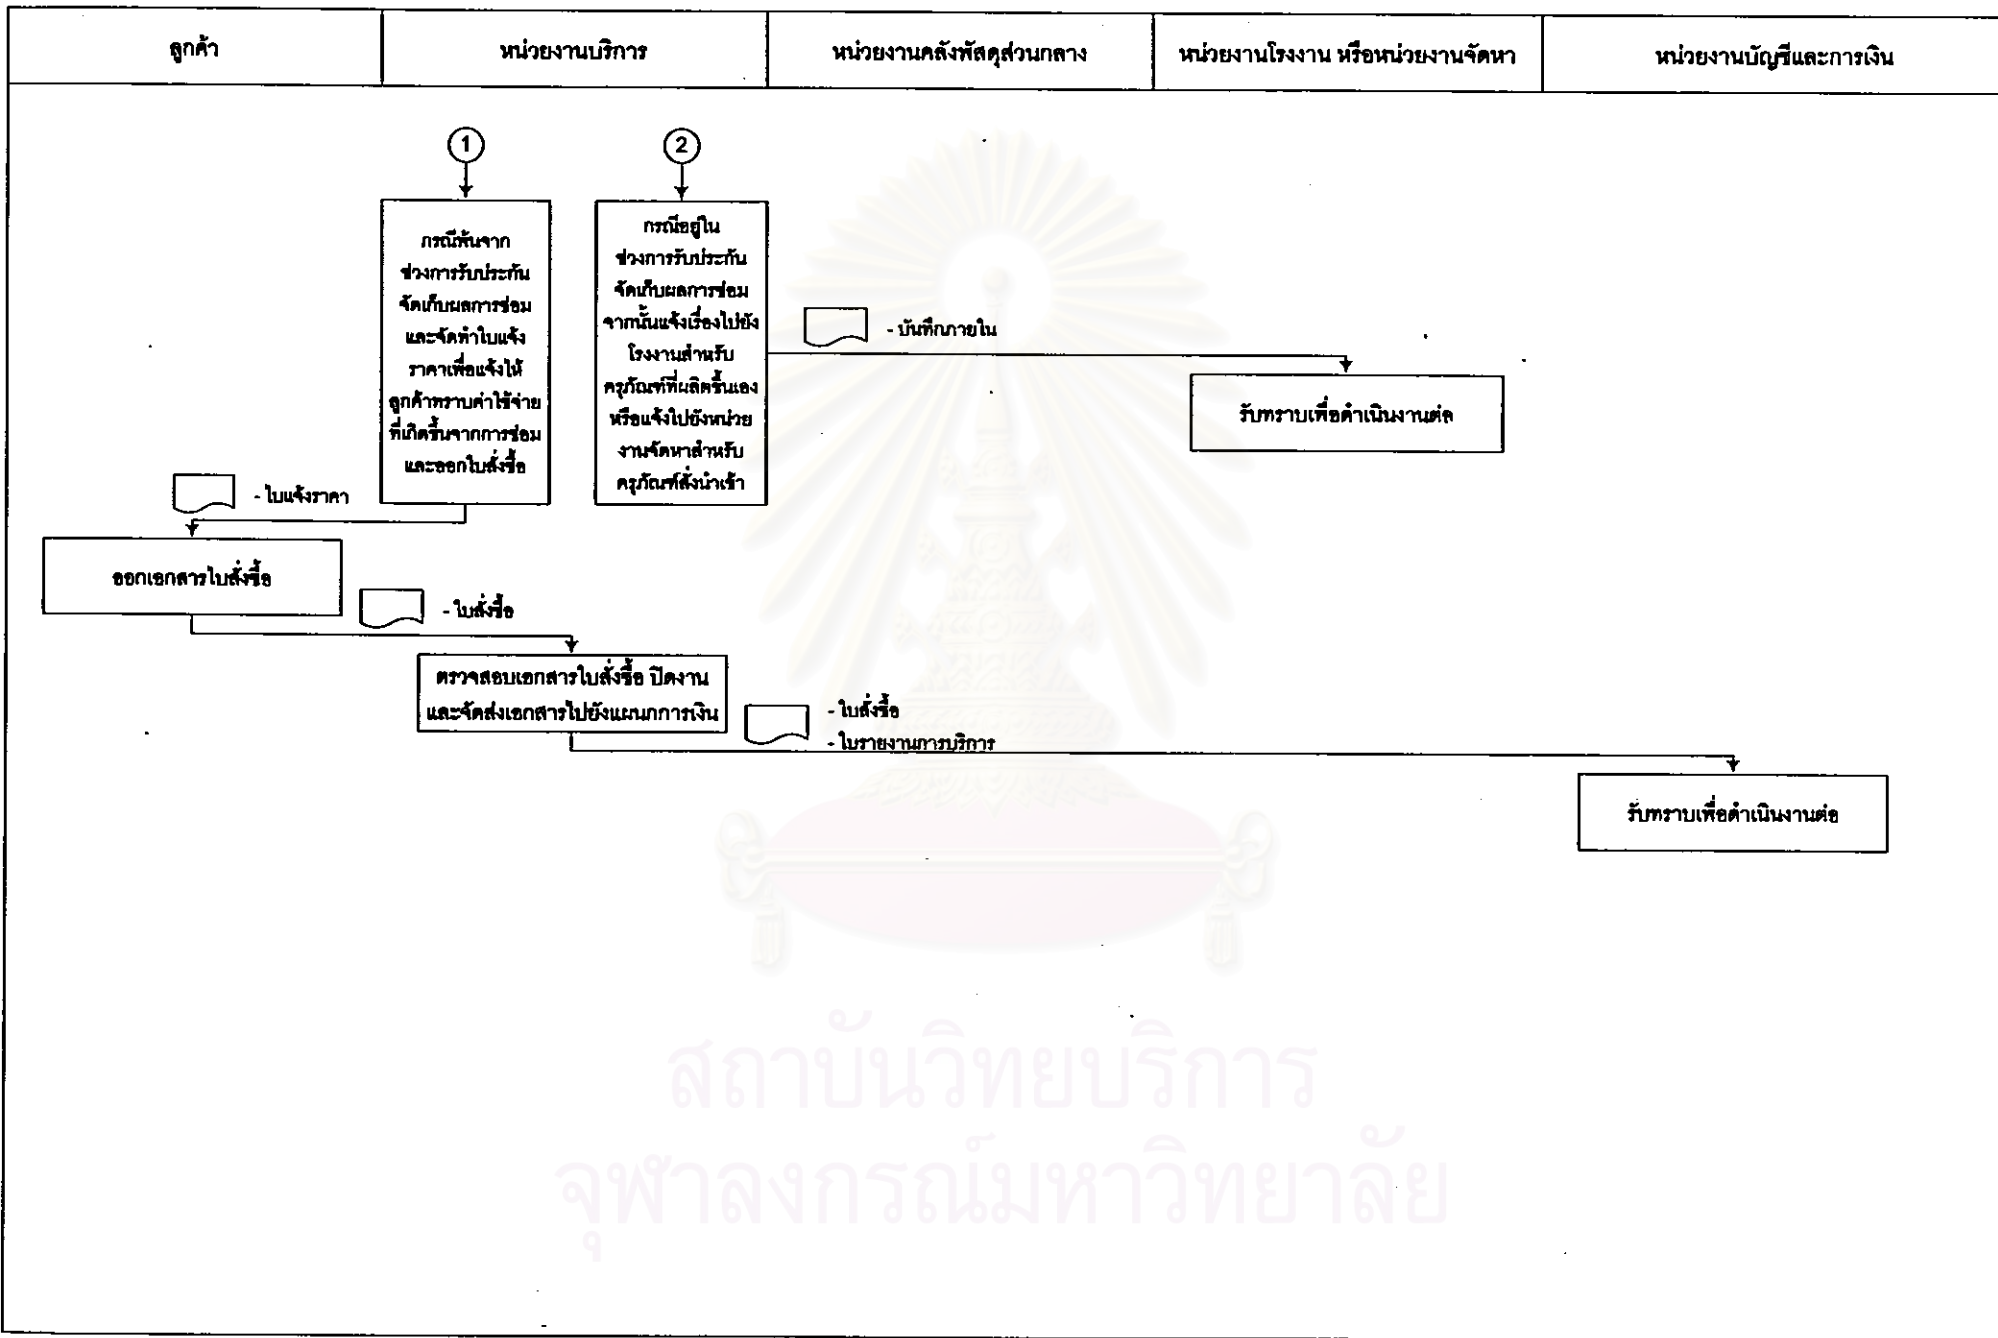 ลูกค้า
หน่วยงานบริการ
หน่วยงานคลังพัสดุส่วนกลาง
หน่วยงานโรงงาน หรือหน่วยงานจัดหา
หน่วยงานบัญชีและการเงิน
1
2
กรณีพ้นจาก
ช่วงการรับประกัน
จัดเก็บผลการซ่อม
และจัดทำใบแจ้ง
ราคาเพื่อแจ้งให้
ลูกค้าทราบค่าใช้จ่าย
ที่เกิดขึ้นจากการซ่อม
และออกใบสั่งซื้อ
กรณีอยู่ใน
ช่วงการรับประกัน
จัดเก็บผลการซ่อม
จากนั้นแจ้งเรื่องไปยัง
โรงงานสำหรับ
ครุภัณฑ์ที่ผลิตขึ้นเอง
หรือแจ้งไปยังหน่วย
งานจัดหาสำหรับ
ครุภัณฑ์สั่งนำเข้า
- บันทึกภายใน
รับทราบเพื่อดำเนินงานต่อ
- ใบแจ้งราคา
ออกเอกสารใบสั่งซื้อ
- ใบสั่งซื้อ
ตรวจสอบเอกสารใบสั่งซื้อ ปิดงาน
และจัดส่งเอกสารไปยังแผนกการเงิน
- ใบสั่งซื้อ
- ใบรายงานการบริการ
รับทราบเพื่อดำเนินงานต่อ
สถาบันวิทยบริการ
จุฬาลงกรณ์มหาวิทยาลัย